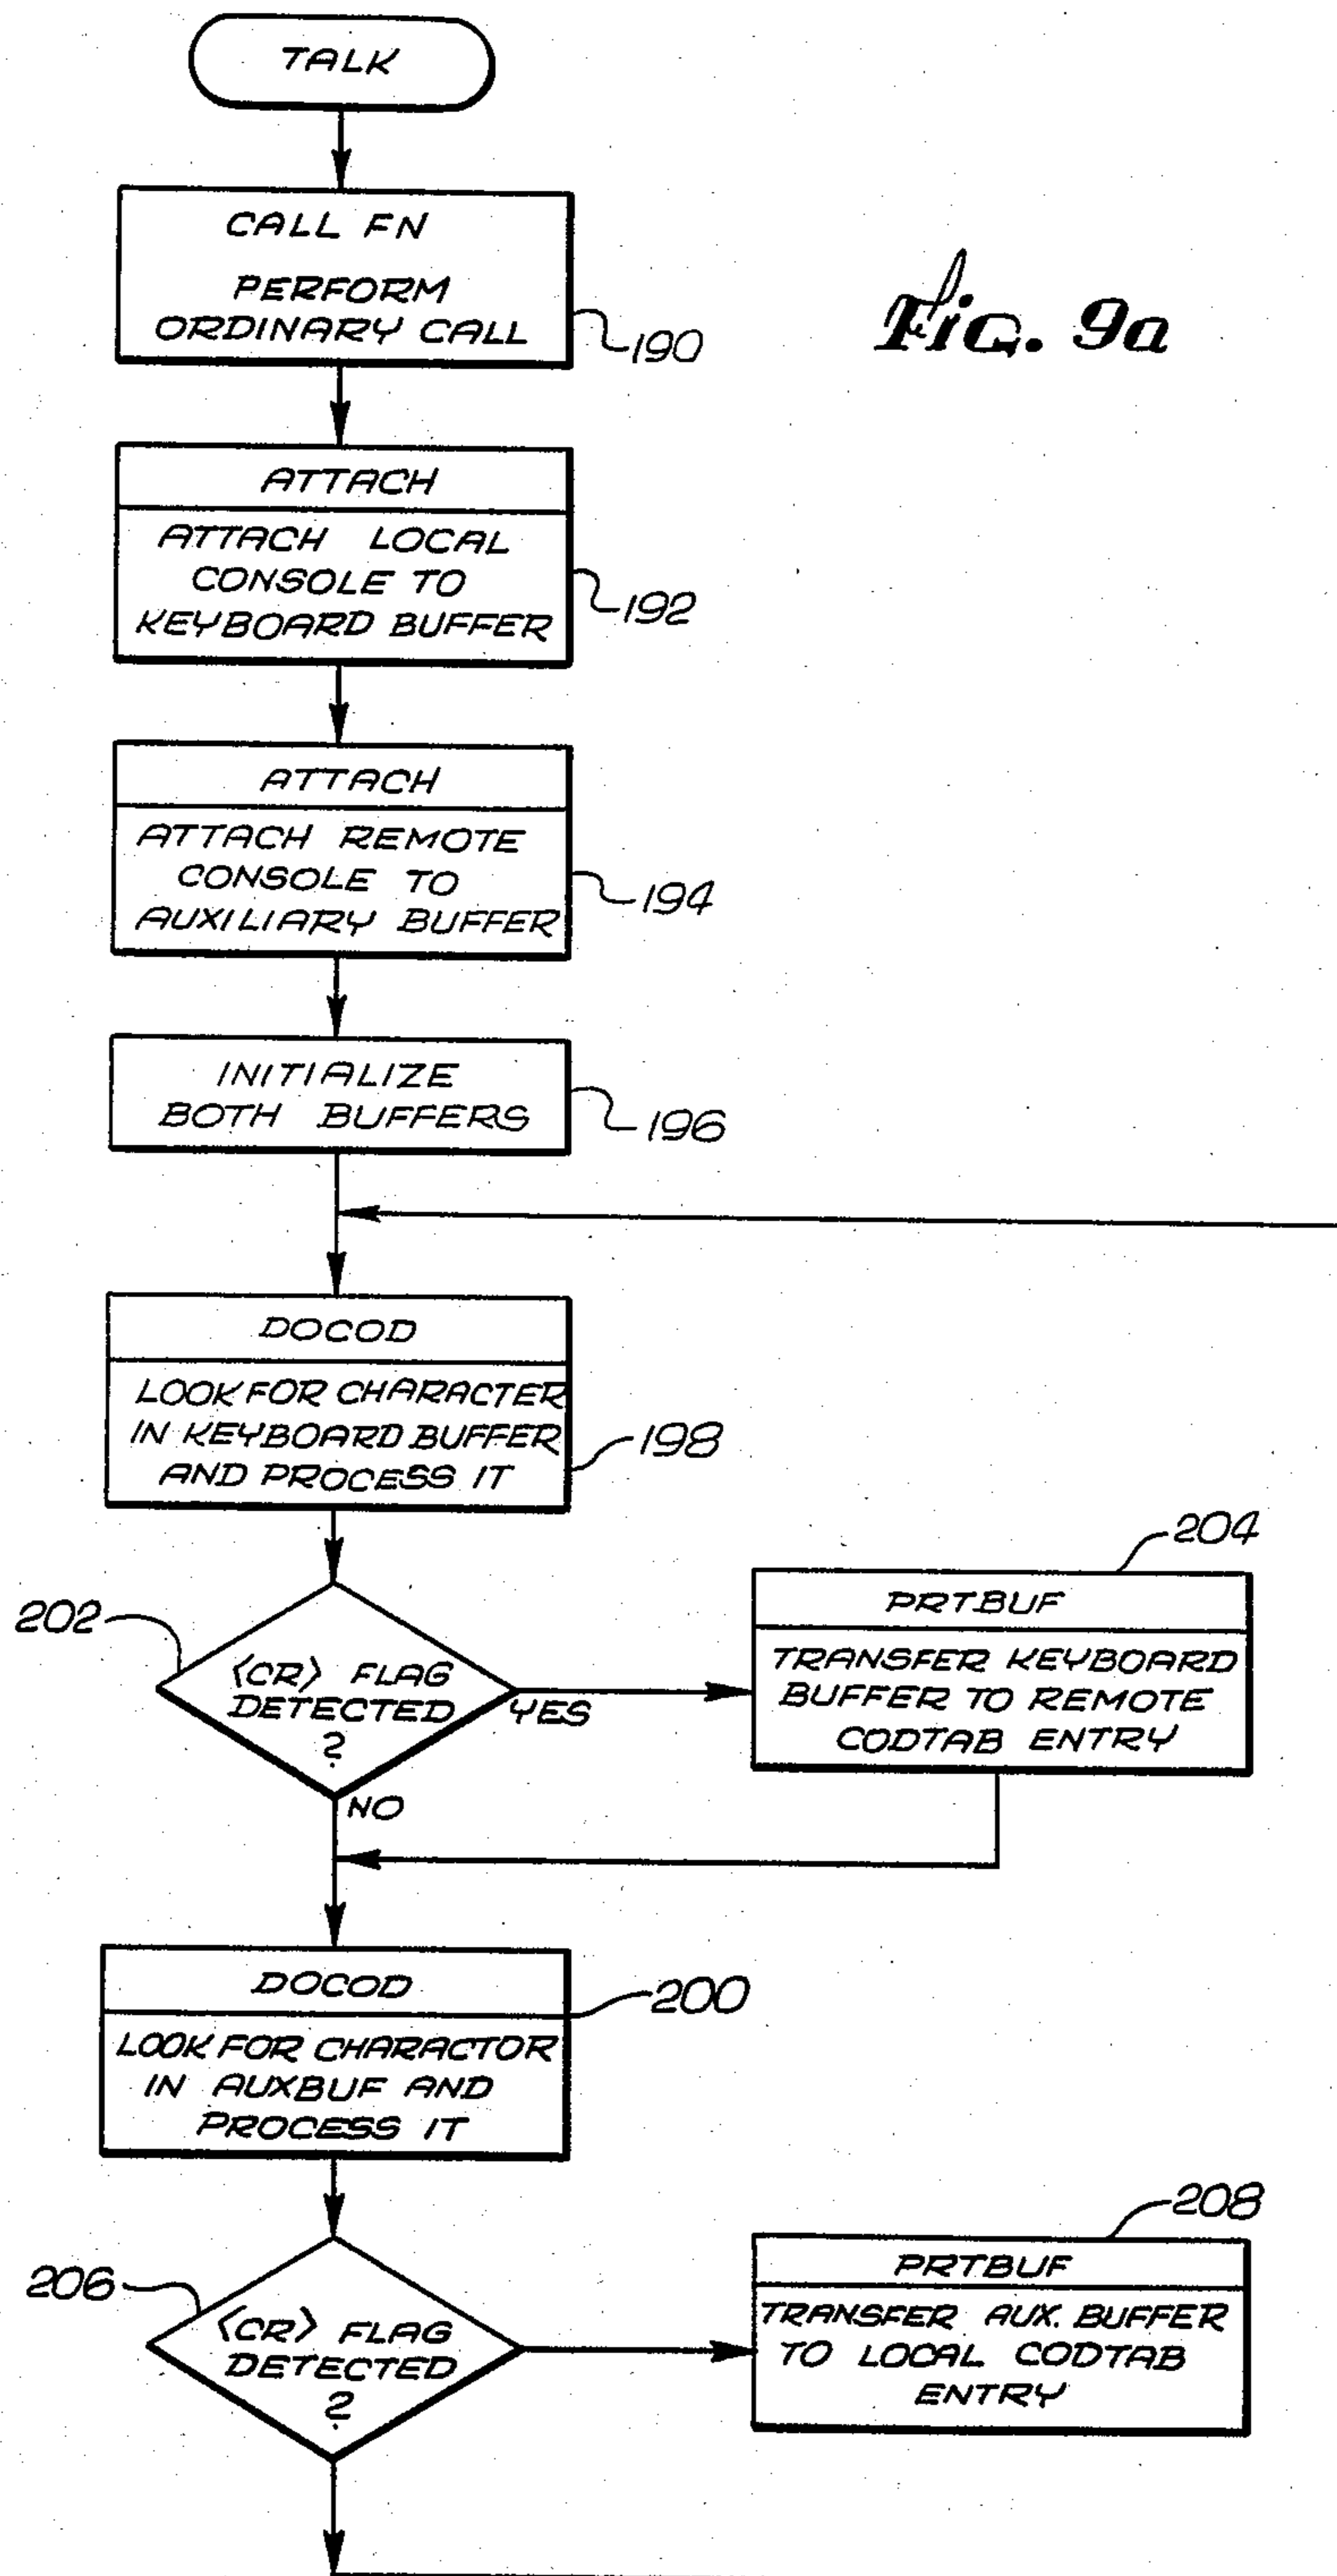 TALK
CALL FN
PERFORM
ORDINARY CALL
190
Fig. 9a
ATTACH
ATTACH LOCAL
CONSOLE TO
KEYBOARD BUFFER
192
ATTACH
ATTACH REMOTE
CONSOLE TO
AUXILIARY BUFFER
194
INITIALIZE
BOTH BUFFERS
196
DOCOD
LOOK FOR CHARACTER
IN KEYBOARD BUFFER
AND PROCESS IT
198
202
<CR> FLAG
DETECTED
?
YES
NO
204
PRTBUF
TRANSFER KEYBOARD
BUFFER TO REMOTE
CODTAB ENTRY
DOCOD
LOOK FOR CHARACTOR
IN AUXBUF AND
PROCESS IT
200
206
<CR> FLAG
DETECTED
?
208
PRTBUF
TRANSFER AUX. BUFFER
TO LOCAL CODTAB
ENTRY